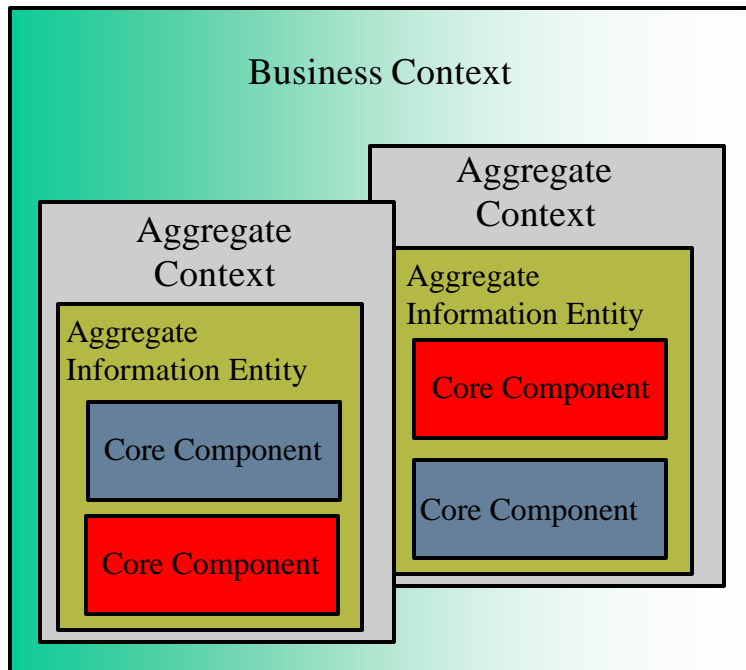 Business Context
Aggregate
Context
Aggregate
Information Entity
Core Component
Core Component
Aggregate
Context
Aggregate
Information Entity
Core Component
Core Component